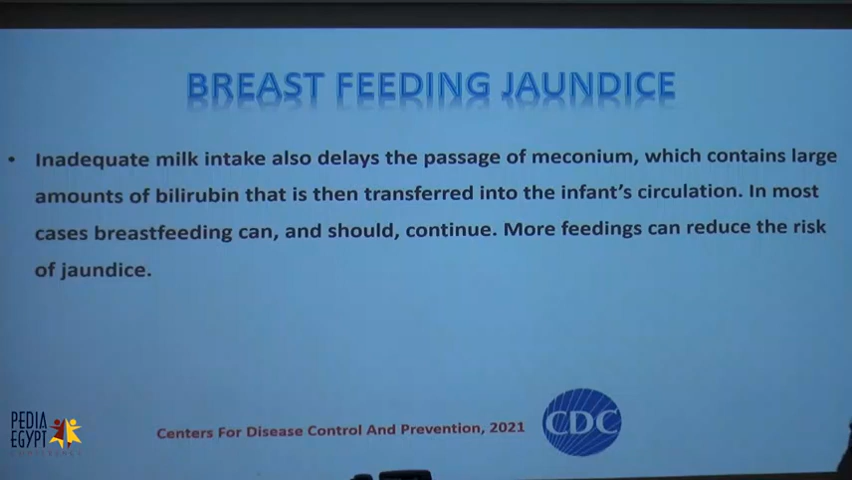 BREAST FEEDING JAUNDICE
• Inadequate milk intake also delays the passage of meconium, which contains large
amounts of bilirubin that is then transferred into the infant's circulation. In most
cases breastfeeding can, and should, continue. More feedings can reduce the risk
of jaundice.
Centers For Disease Control And Prevention, 2021
CDC
PEDIA
EGYPT
CONFERENCE